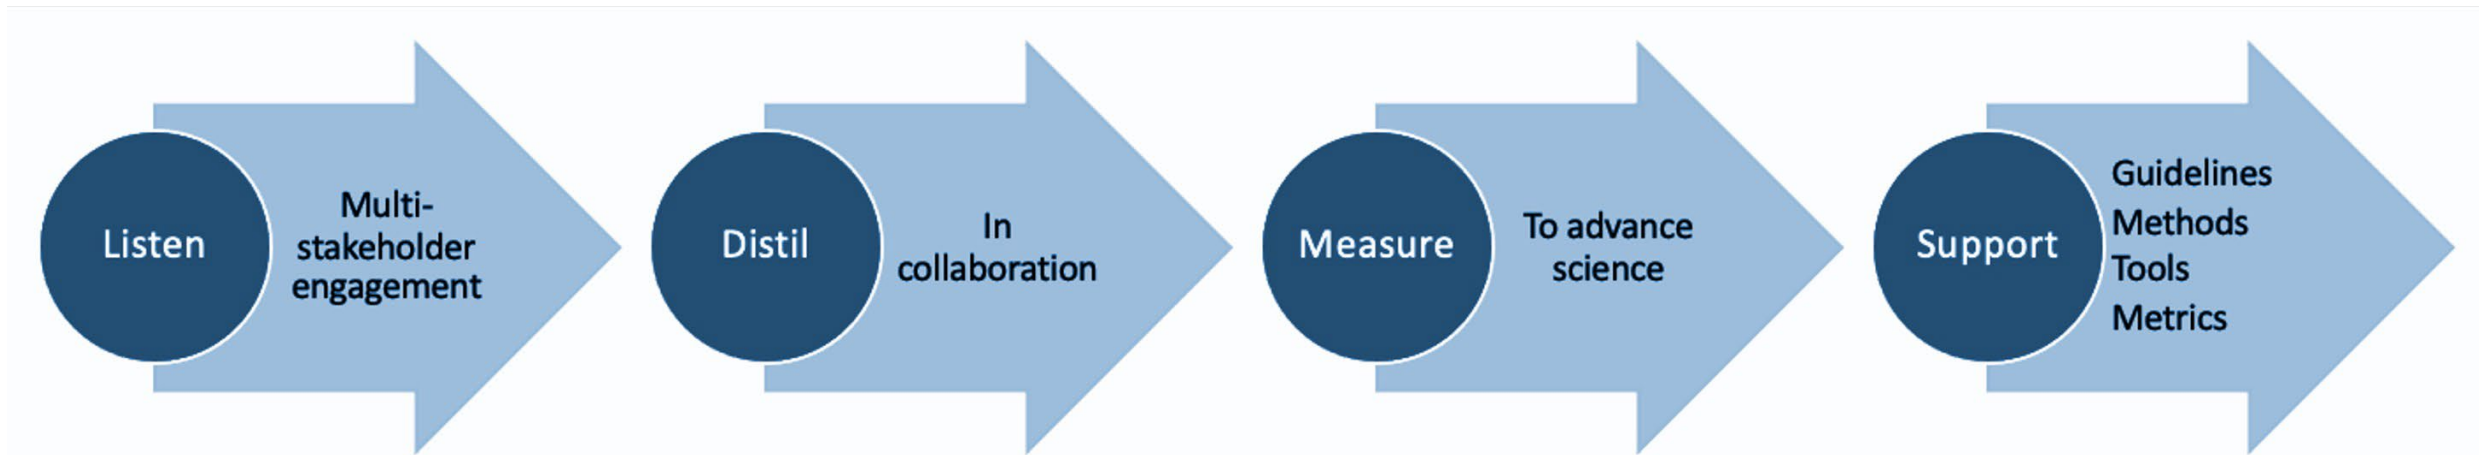 Listen
Multi-
stakeholder
engagement
Distil
In
collaboration
Measure
To advance
science
Support
Guidelines
Methods
Tools
Metrics